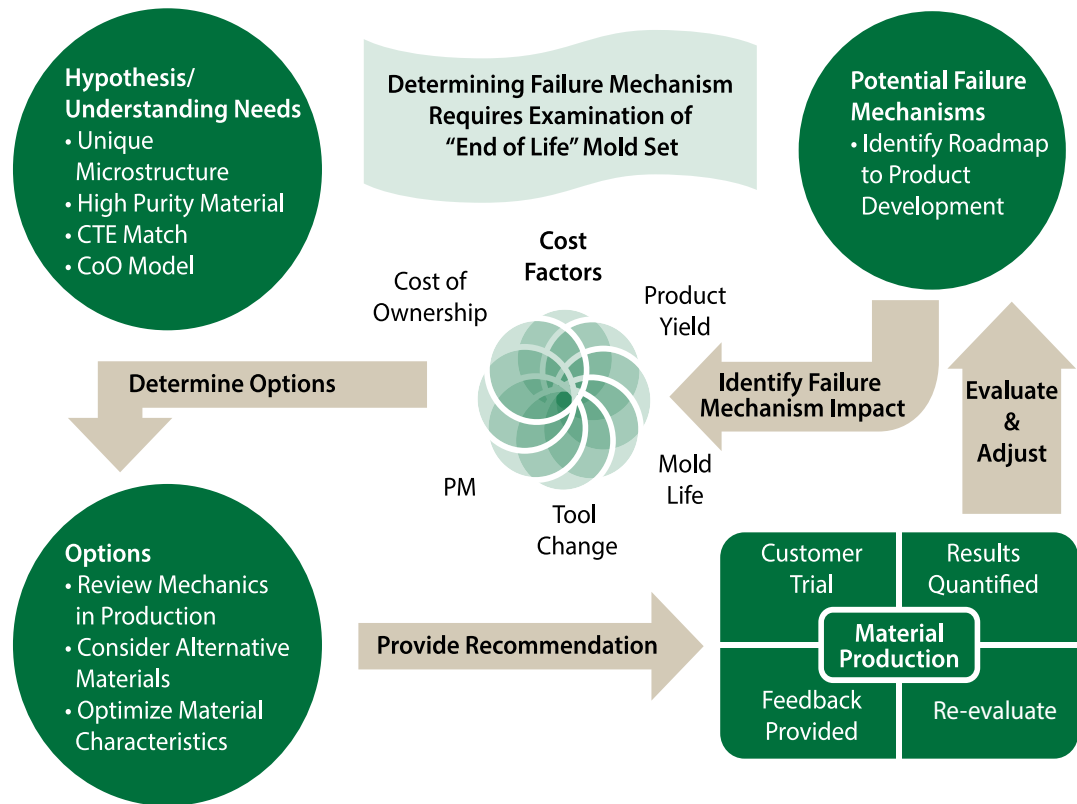 Hypothesis/
Understanding Needs
• Unique
Microstructure
• High Purity Material
• CTE Match
• CoO Model
Determining Failure Mechanism
Requires Examination of
“End of Life” Mold Set
Potential Failure
Mechanisms
• Identify Roadmap
to Product
Development
Cost
Factors
Cost of
Ownership
Product
Yield
Determine Options
Identify Failure
Mechanism Impact
Evaluate
&
Adjust
PM
Tool
Change
Mold
Life
Options
• Review Mechanics
in Production
• Consider Alternative
Materials
• Optimize Material
Characteristics
Provide Recommendation
Customer
Trial
Results
Quantified
Material
Production
Feedback
Provided
Re-evaluate